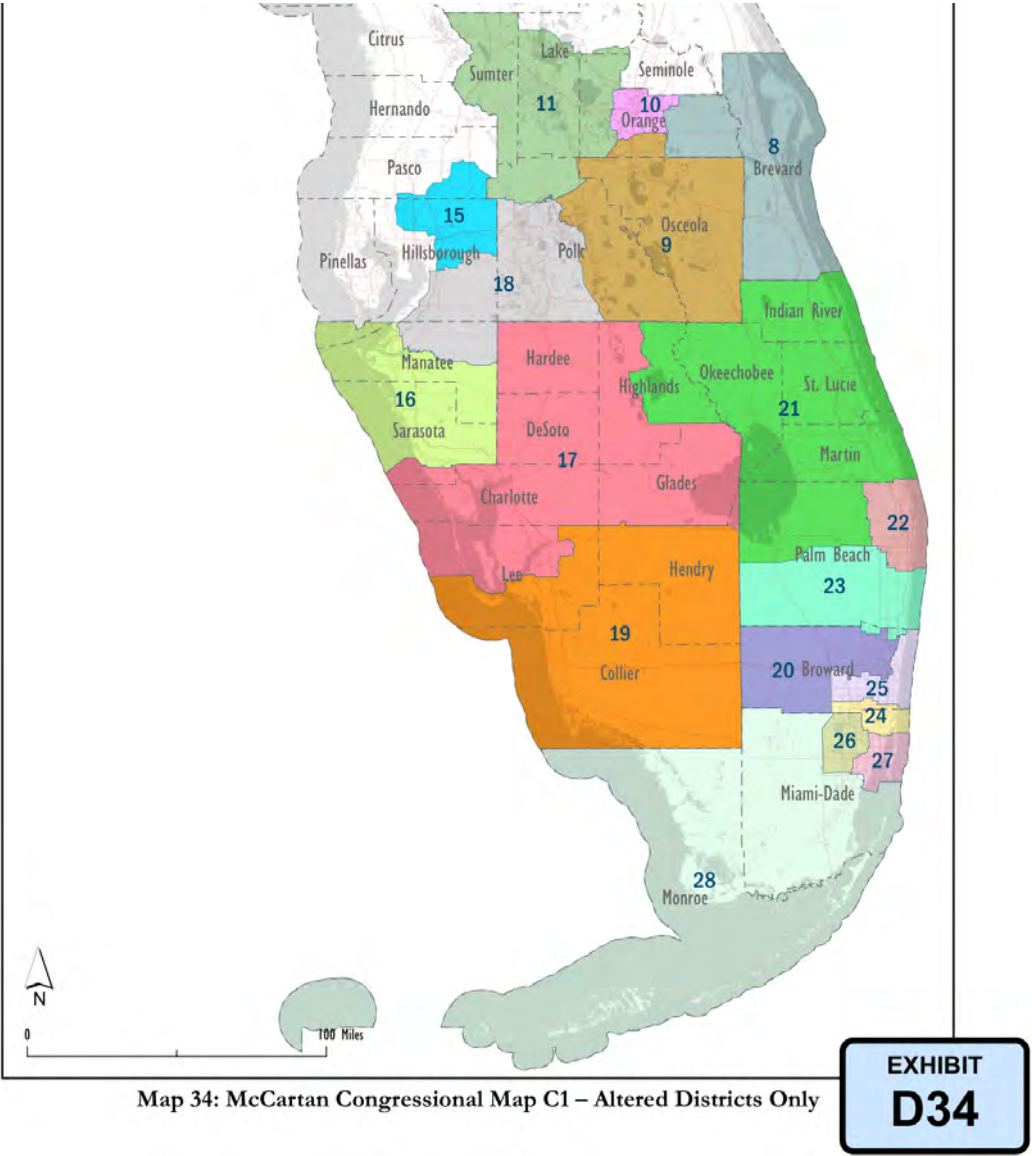 Citrus
Lake
Sumter
Seminole
11
10
Hernando
Orange
8
Pasco
Brevard
15
Osceola
9
Hillsborough
Polk
Pinellas
18
Indian River
Manatee
Hardee
Okeechobee
Highlands
St. Lucie
16
21
Sarasota
DeSoto
17
Martin
Glades
Charlotte
22
Palm Beach
Lee
Hendry
23
19
Collier
20
Broward
25
24
26
27
Miami-Dade
28
Monroe
N
0
100 Miles
EXHIBIT
D34
Map 34: McCartan Congressional Map C1 – Altered Districts Only